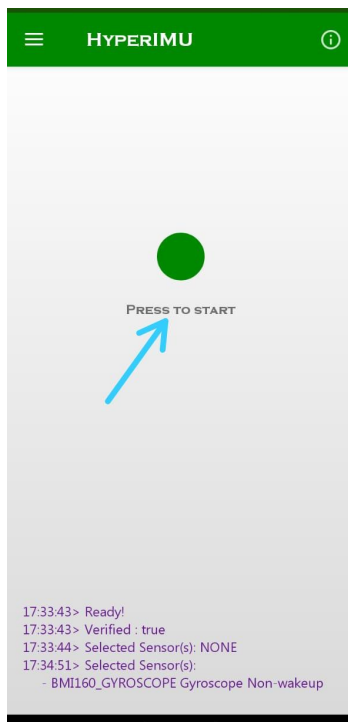 HyperIMU
Press to start
17:33:43> Ready!
17:33:43> Verified : true
17:33:44> Selected Sensor(s): NONE
17:34:51> Selected Sensor(s):
- BMI160_GYROSCOPE Gyroscope Non-wakeup